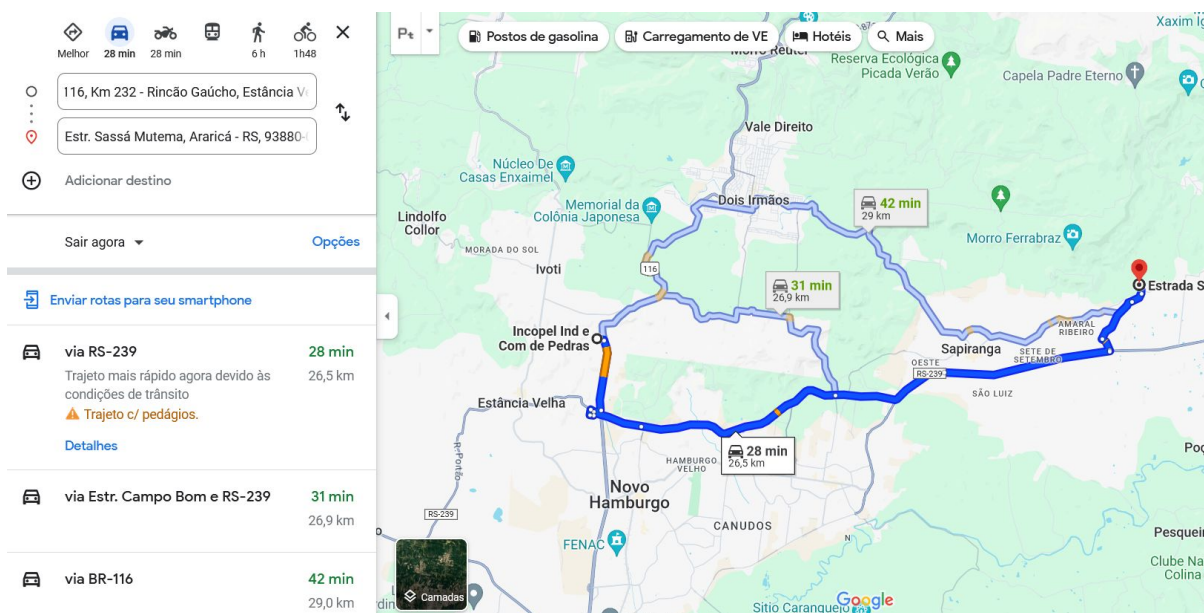 Melhor
28 min
28 min
6 h
1h48
116, Km 232 - Rincão Gaúcho, Estância
Estr. Sassá Mutema, Araricá - RS, 93880-
Adicionar destino
Sair agora
Opções
Enviar rotas para seu smartphone
via RS-239
28 min
Trajeto mais rápido agora devido às
26,5 km
condições de trânsito
Trajeto c/ pedágios.
Detalhes
via Estr. Campo Bom e RS-239
31 min
26,9 km
via BR-116
42 min
29,0 km
Postos de gasolina
Carregamento de VE
Hotéis
Mais
Morro Reuter
Reserva Ecológica
Picada Verão
Capela Padre Eterno
Vale Direito
Núcleo De
Casas Enxaimel
Memorial da
Colônia Japonesa
Dois Irmãos
42 min
29 km
Lindolfo
Collor
MORADA DO SOL
Morro Ferrabraz
Ivoti
116
31 min
26,9 km
Estrada S
Incopel Ind e
Com de Pedras
AMARAL
RIBEIRO
Sapiranga
SETE DE
SETEMBRO
OESTE
RS-239
SÃO LUIZ
Estância Velha
R. Portão
28 min
26,5 km
HAMBURGO
VELHO
Novo
Hamburgo
RS-239
CANUDOS
FENAC
Camadas
Google
Sitio Caranguejo
Pesquei
Clube Na
Colina